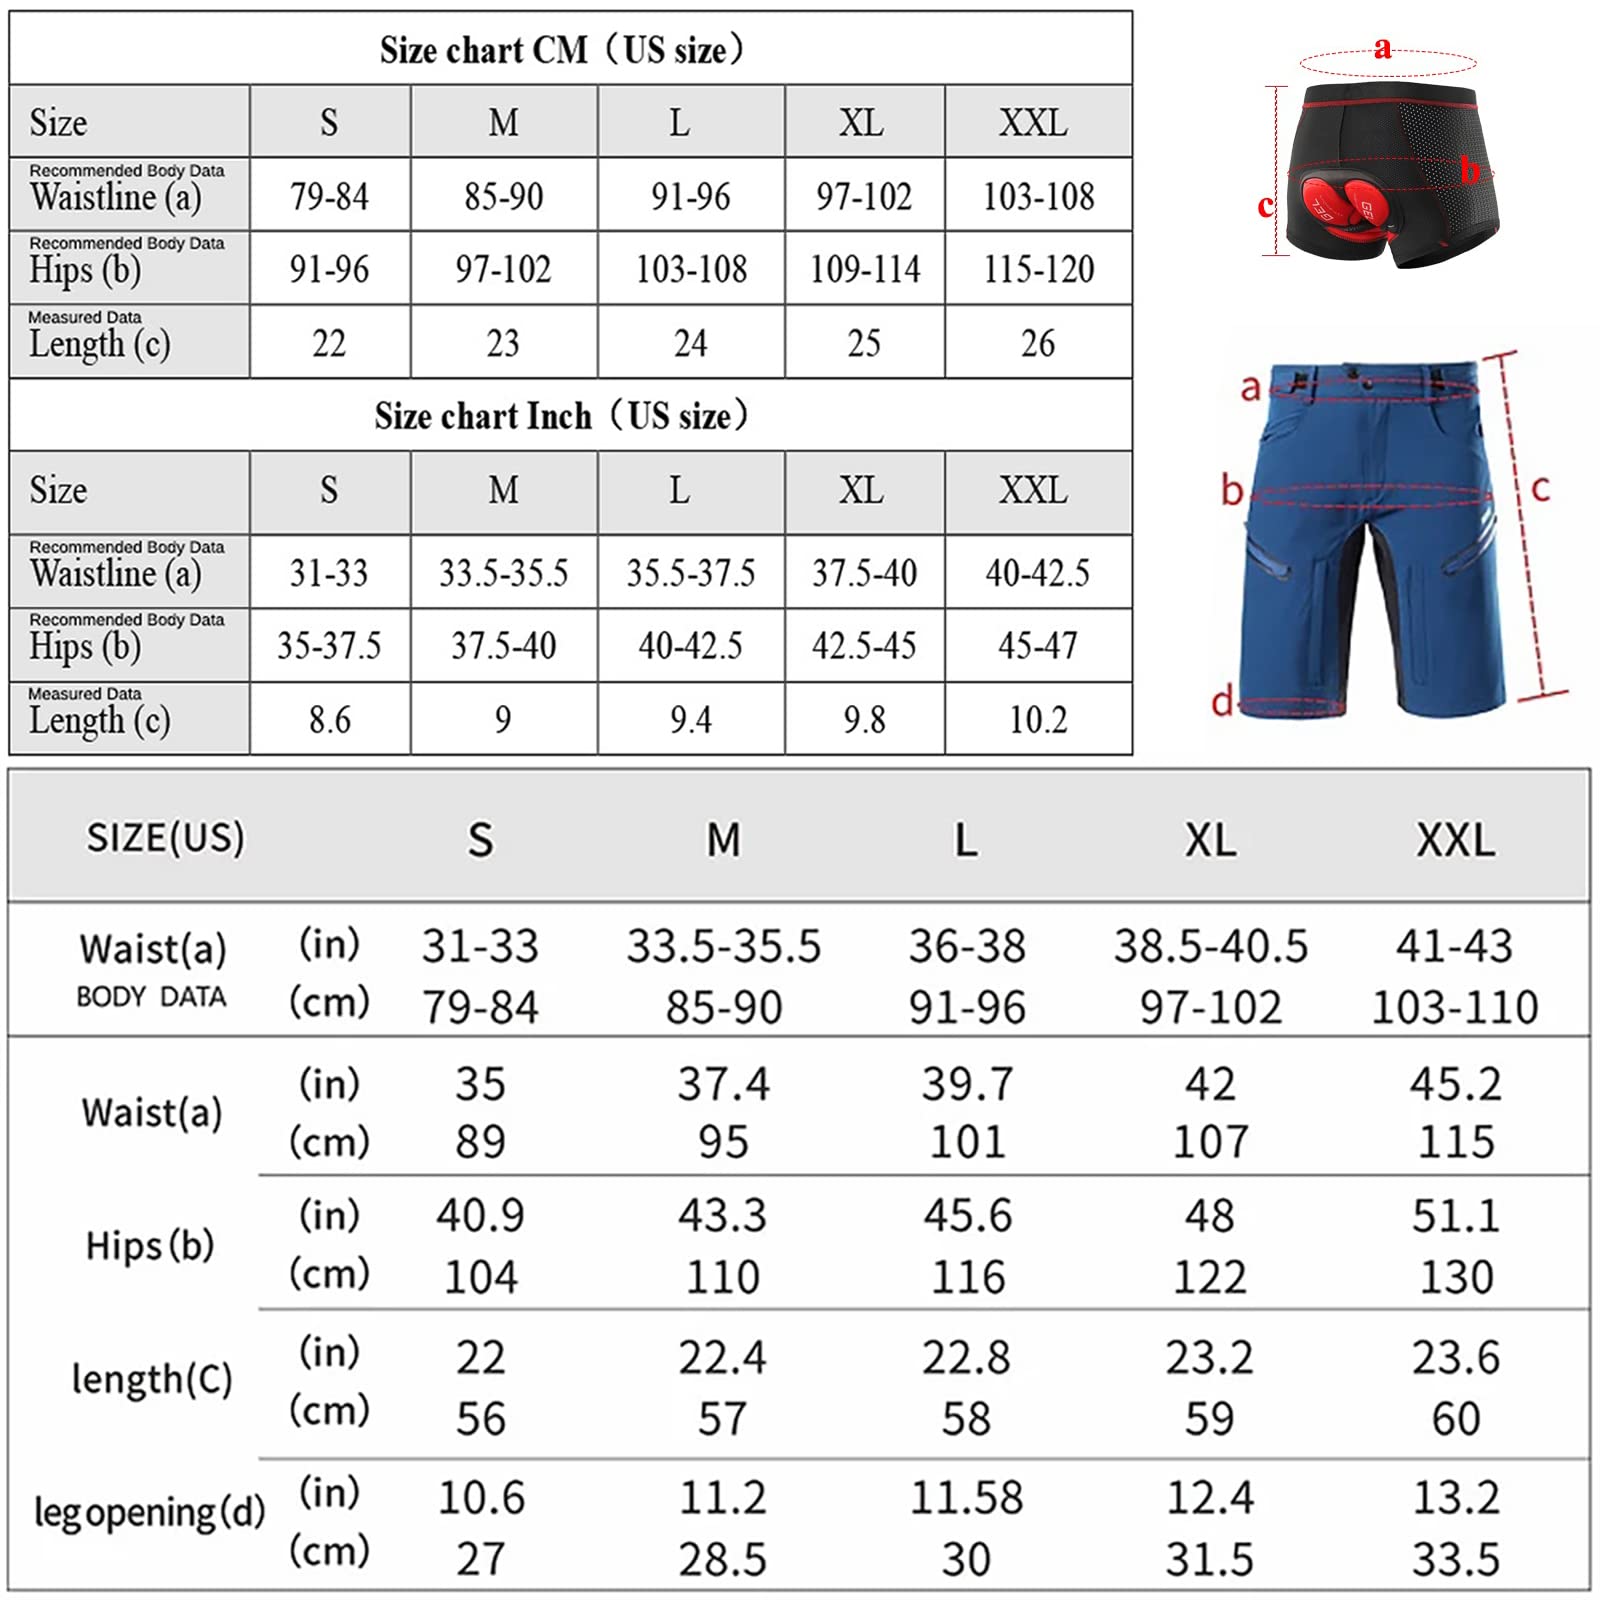 Size chart CM（US size）
Size S M L XL XXL
Recommended Body Data
Waistline (a) 79-84 85-90 91-96 97-102 103-108
Recommended Body Data
Hips (b) 91-96 97-102 103-108 109-114 115-120
Measured Data
Length (c) 22 23 24 25 26
Size chart Inch（US size）
Size S M L XL XXL
Recommended Body Data
Waistline (a) 31-33 33.5-35.5 35.5-37.5 37.5-40 40-42.5
Recommended Body Data
Hips (b) 35-37.5 37.5-40 40-42.5 42.5-45 45-47
Measured Data
Length (c) 8.6 9 9.4 9.8 10.2
a
b
c
GEL
GEL
a
b
c
d
SIZE(US) S M L XL XXL
Waist(a) (in) 31-33 33.5-35.5 36-38 38.5-40.5 41-43
BODY DATA (cm) 79-84 85-90 91-96 97-102 103-110
Waist(a) (in) 35 37.4 39.7 42 45.2
(cm) 89 95 101 107 115
Hips(b) (in) 40.9 43.3 45.6 48 51.1
(cm) 104 110 116 122 130
length(C) (in) 22 22.4 22.8 23.2 23.6
(cm) 56 57 58 59 60
leg opening(d) (in) 10.6 11.2 11.58 12.4 13.2
(cm) 27 28.5 30 31.5 33.5